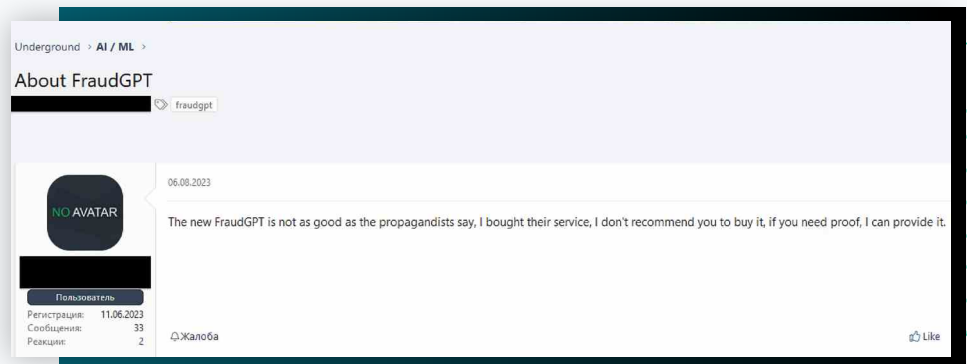 Underground > AI / ML >
About FraudGPT
fraudgpt
NO AVATAR
Пользователь
Регистрация: 11.06.2023
Сообщения: 33
Реакции: 2
06.08.2023
The new FraudGPT is not as good as the propagandists say, I bought their service, I don't recommend you to buy it, if you need proof, I can provide it.
Жалоба
Like